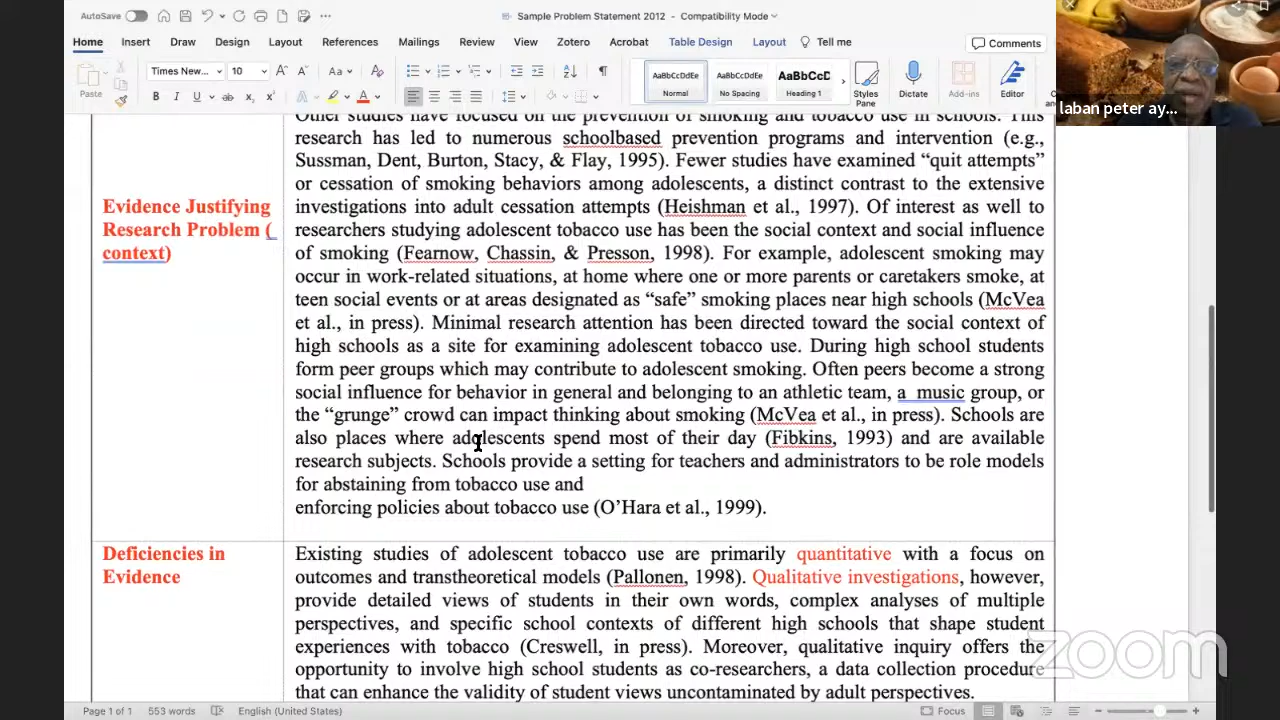 AutoSave
Sample Problem Statement 2012 - Compatibility Mode
Home Insert Draw Design Layout References Mailings Review View Zotero Acrobat Table Design Layout Tell me
Comments
Paste
Times New... 10
AaBbCcDdEe
Normal
AaBbCcDdEe
No Spacing
AaBbCcD
Heading 1
Styles
Pane
Dictate
Add-ins
Editor
laban peter ay...
Other studies have focused on the prevention of smoking and tobacco use in schools. This
research has led to numerous schoolbased prevention programs and intervention (e.g.,
Sussman, Dent, Burton, Stacy, & Flay, 1995). Fewer studies have examined “quit attempts”
or cessation of smoking behaviors among adolescents, a distinct contrast to the extensive
Evidence Justifying
Research Problem (
context)
investigations into adult cessation attempts (Heishman et al., 1997). Of interest as well to
researchers studying adolescent tobacco use has been the social context and social influence
of smoking (Fearnow, Chassin, & Presson, 1998). For example, adolescent smoking may
occur in work-related situations, at home where one or more parents or caretakers smoke, at
teen social events or at areas designated as “safe” smoking places near high schools (McVea
et al., in press). Minimal research attention has been directed toward the social context of
high schools as a site for examining adolescent tobacco use. During high school students
form peer groups which may contribute to adolescent smoking. Often peers become a strong
social influence for behavior in general and belonging to an athletic team, a music group, or
the “grunge” crowd can impact thinking about smoking (McVea et al., in press). Schools are
also places where adolescents spend most of their day (Fibkins, 1993) and are available
research subjects. Schools provide a setting for teachers and administrators to be role models
for abstaining from tobacco use and
enforcing policies about tobacco use (O’Hara et al., 1999).
Deficiencies in
Evidence
Existing studies of adolescent tobacco use are primarily quantitative with a focus on
outcomes and transtheoretical models (Pallonen, 1998). Qualitative investigations, however,
provide detailed views of students in their own words, complex analyses of multiple
perspectives, and specific school contexts of different high schools that shape student
experiences with tobacco (Creswell, in press). Moreover, qualitative inquiry offers the
opportunity to involve high school students as co-researchers, a data collection procedure
that can enhance the validity of student views uncontaminated by adult perspectives.
zoom
Page 1 of 1 553 words English (United States) Focus